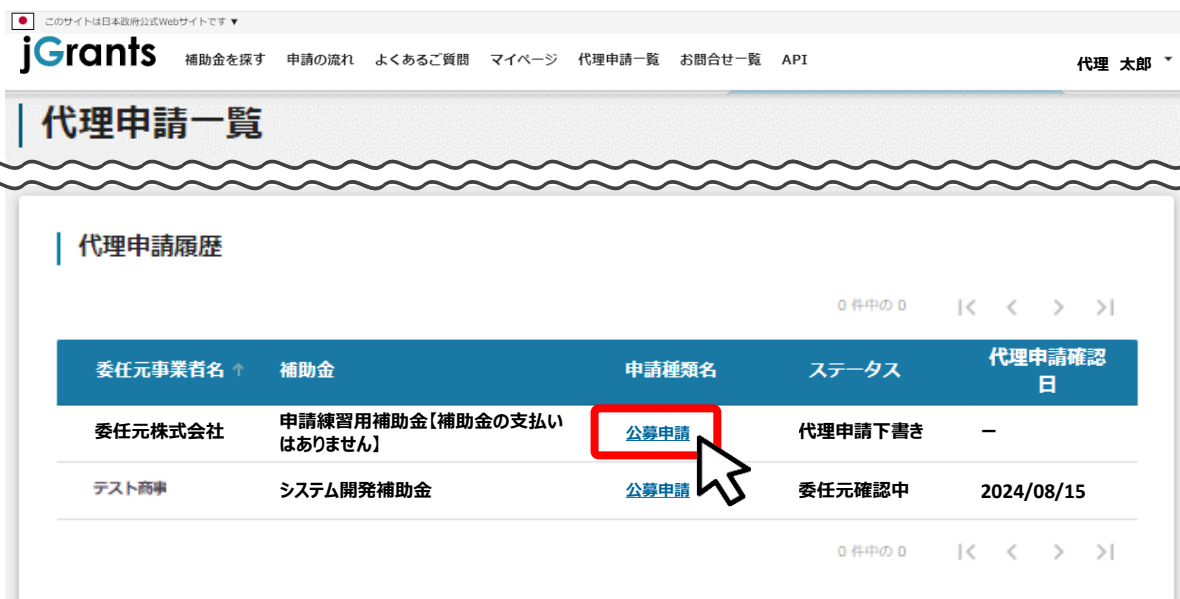 このサイトは日本政府公式Webサイトです ▼
jGrants 補助金を探す 申請の流れ よくあるご質問 マイページ 代理申請一覧 お問合せ一覧 API 代理 太郎
代理申請一覧
代理申請履歴
0 件中の 0
委任元事業者名 ↑ 補助金 申請種類名 ステータス 代理申請確認
日
委任元株式会社 申請練習用補助金【補助金の支払い
はありません】 公募申請 代理申請下書き ー
テスト商事 システム開発補助金 公募申請 委任元確認中 2024/08/15
0 件中の 0